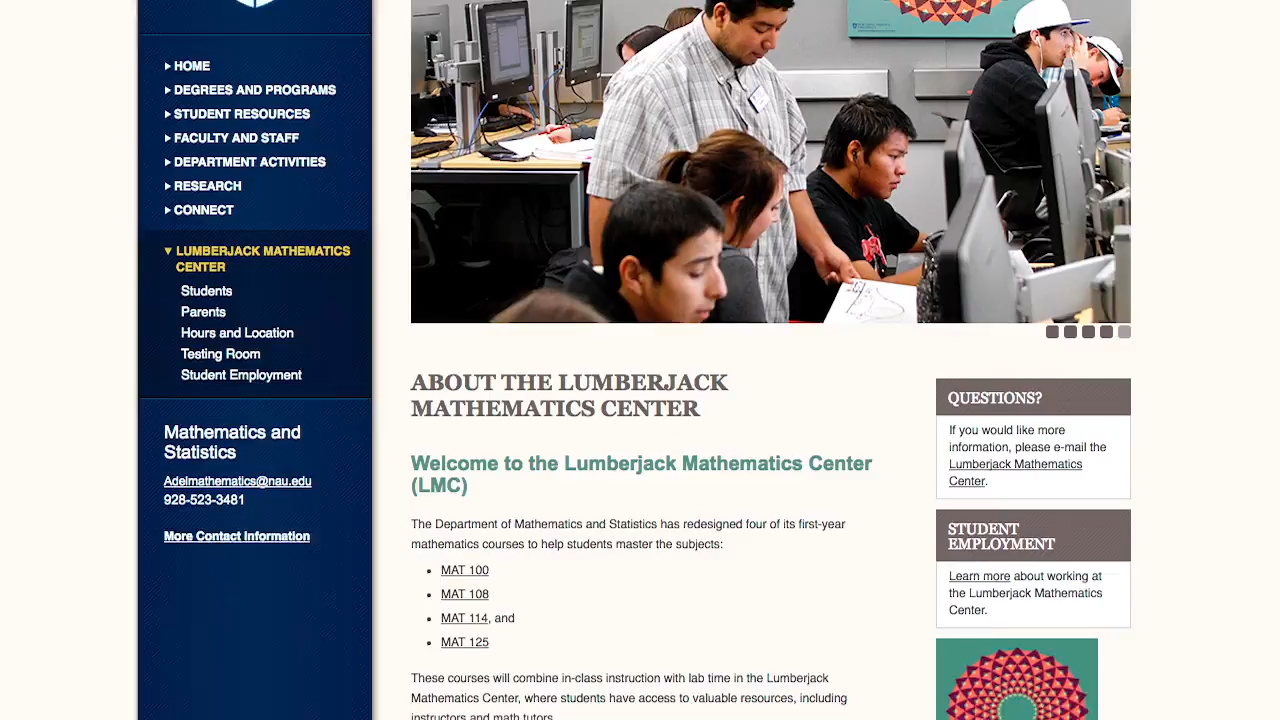 HOME
DEGREES AND PROGRAMS
STUDENT RESOURCES
FACULTY AND STAFF
DEPARTMENT ACTIVITIES
RESEARCH
CONNECT
LUMBERJACK MATHEMATICS
CENTER
Students
Parents
Hours and Location
Testing Room
Student Employment
Mathematics and
Statistics
Adelmathematics@nau.edu
928-523-3481
More Contact Information
ABOUT THE LUMBERJACK
MATHEMATICS CENTER
Welcome to the Lumberjack Mathematics Center
(LMC)
The Department of Mathematics and Statistics has redesigned four of its first-year
mathematics courses to help students master the subjects:
MAT 100
MAT 108
MAT 114, and
MAT 125
These courses will combine in-class instruction with lab time in the Lumberjack
Mathematics Center, where students have access to valuable resources, including
instructors and math tutors.
QUESTIONS?
If you would like more
information, please e-mail the
Lumberjack Mathematics
Center.
STUDENT
EMPLOYMENT
Learn more about working at
the Lumberjack Mathematics
Center.